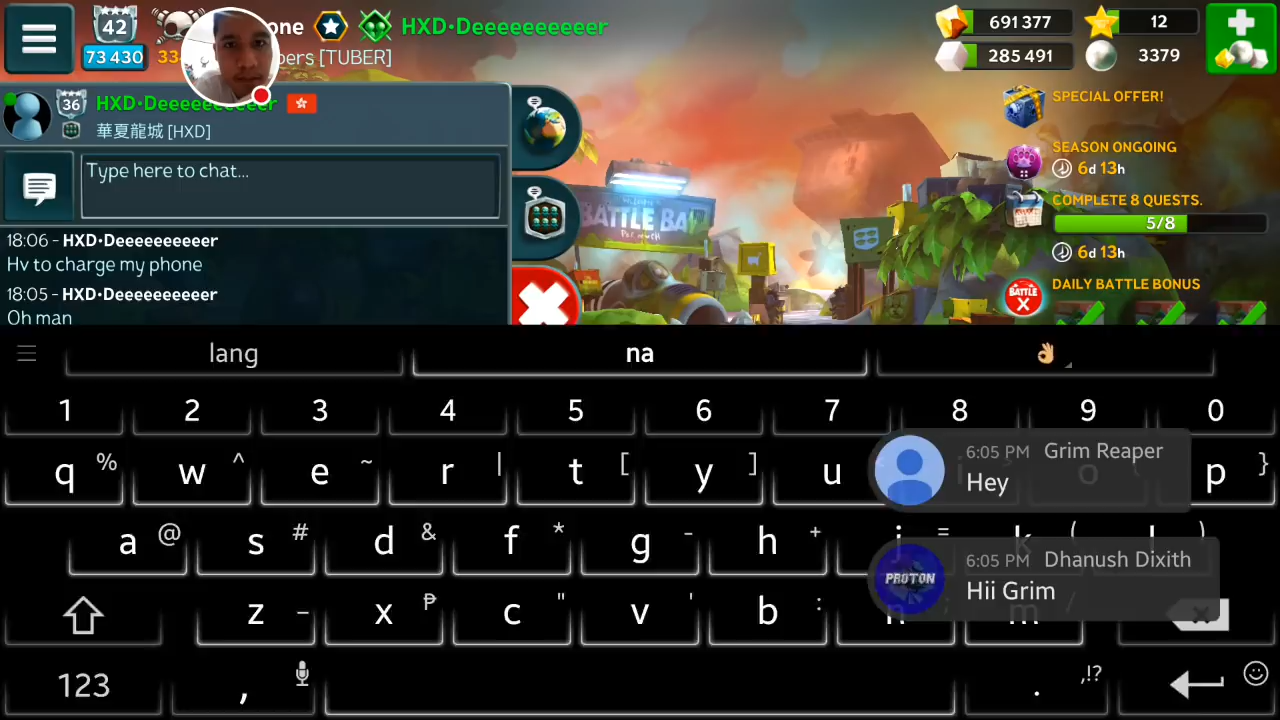 42
73 430
one
HXD•Deeeeeeeeeer
bers [TUBER]
691 377
12
285 491
3379
36
HXD•Deeeeeeeeeer
華夏龍城 [HXD]
Type here to chat...
18:06 - HXD•Deeeeeeeeeer
Hv to charge my phone
18:05 - HXD•Deeeeeeeeeer
Oh man
BATTLE BAY
SPECIAL OFFER!
SEASON ONGOING
6d 13h
COMPLETE 8 QUESTS.
5/8
6d 13h
DAILY BATTLE BONUS
BATTLE
X
lang na 👌
1 2 3 4 5 6 7 8 9 0
q % w ^ e ~ r | t [ y ] u i o { p }
6:05 PM Grim Reaper
Hey
a @ s # d & f * g - h + j = k ( l )
6:05 PM Dhanush Dixith
PROTON
Hii Grim
z – x ₱ c " v ' b : n m /
123 , . ,!?